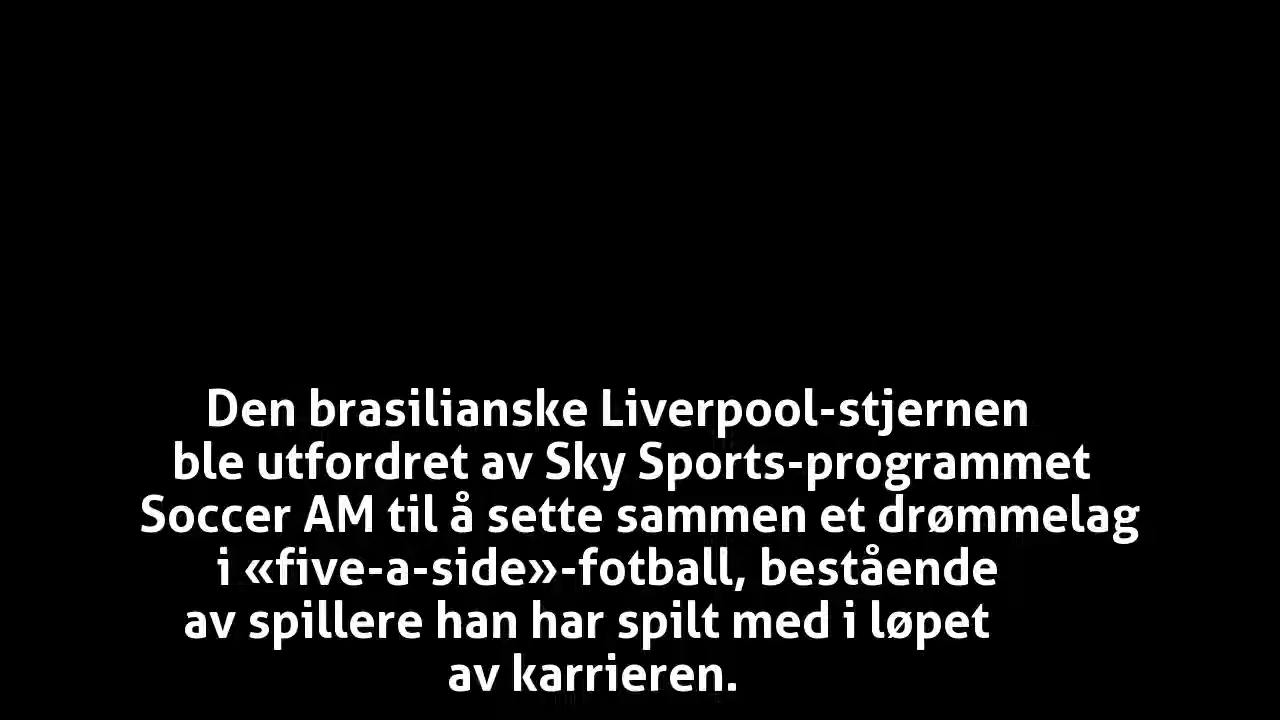 Den brasilianske Liverpool-stjernen
ble utfordret av Sky Sports-programmet
Soccer AM til å sette sammen et drømmelag
i «five-a-side»-fotball, bestående
av spillere han har spilt med i løpet
av karrieren.